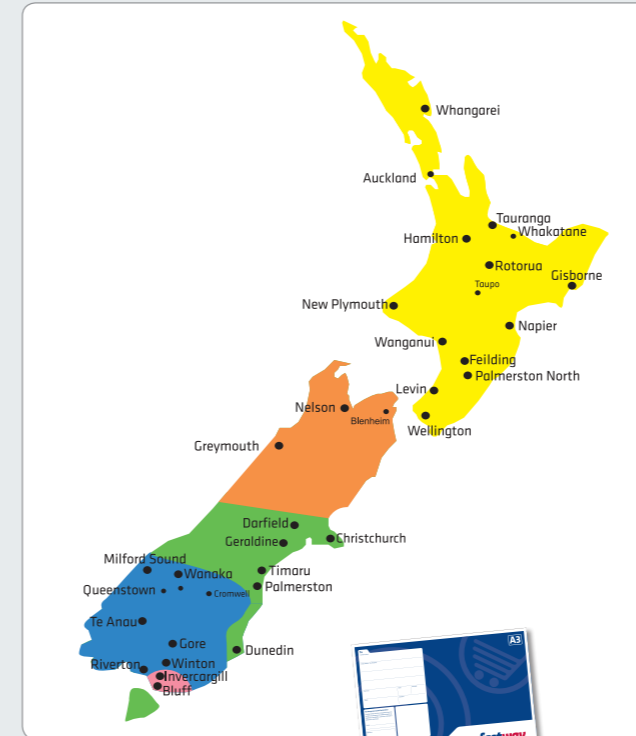 Whangarei
Auckland
Tauranga
Whakatane
Hamilton
Rotorua
Gisborne
Taupo
New Plymouth
Napier
Wanganui
Feilding
Palmerston North
Levin
Nelson
Blenheim
Wellington
Greymouth
Darfield
Christchurch
Geraldine
Milford Sound
Timaru
Wanaka
Palmerston
Queenstown
Cromwell
Te Anau
Gore
Dunedin
Riverton
Winton
Invercargill
Bluff
A3